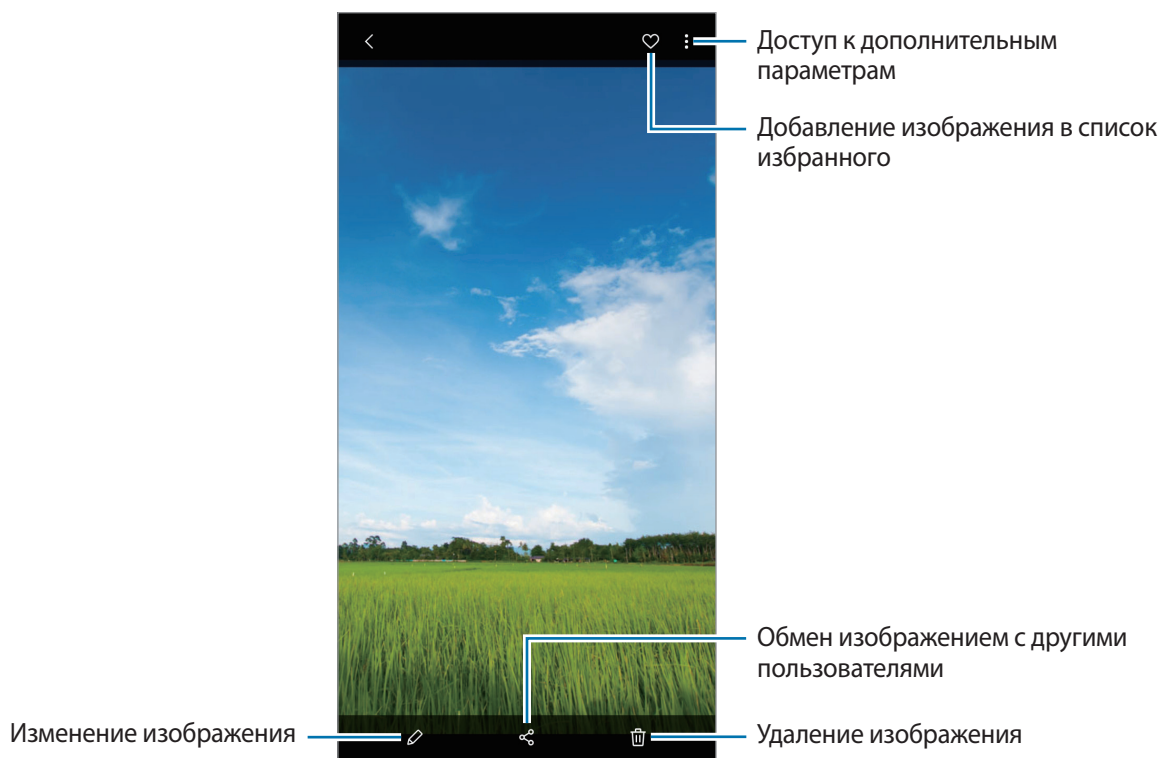 Доступ к дополнительным
параметрам
Добавление изображения в список
избранного
Обмен изображением с другими
пользователями
Изменение изображения
Удаление изображения